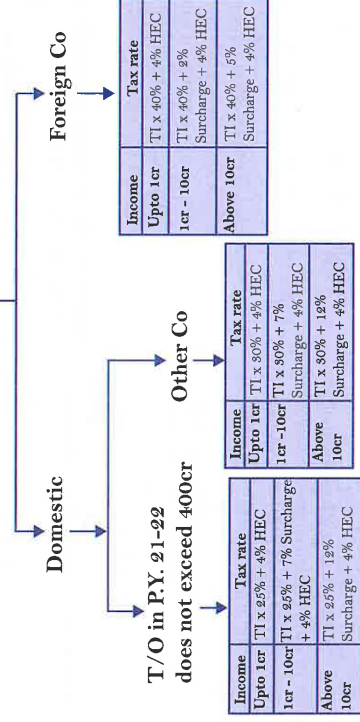 Domestic
Foreign Co
T/O in P.Y. 21-22
does not exceed 400cr
Other Co
Income Tax rate
Upto 1cr TI x 25% + 4% HEC
1cr - 10cr TI x 25% + 7% Surcharge
+ 4% HEC
Above TI x 25% + 12%
10cr Surcharge + 4% HEC
Income Tax rate
Upto 1cr TI x 30% + 4% HEC
1cr -10cr TI x 30% + 7%
Surcharge + 4% HEC
Above TI x 30% + 12%
10cr Surcharge + 4% HEC
Income Tax rate
Upto 1cr TI x 40% + 4% HEC
1cr - 10cr TI x 40% + 2%
Surcharge + 4% HEC
Above 10cr TI x 40% + 5%
Surcharge + 4% HEC